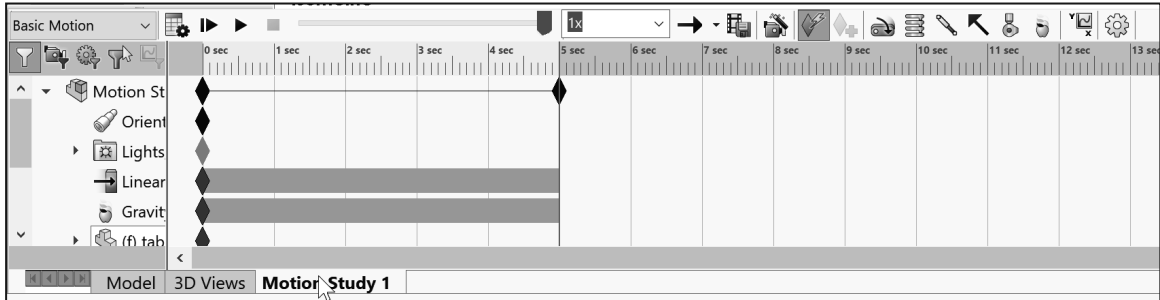 Basic Motion
1x
0 sec 1 sec 2 sec 3 sec 4 sec 5 sec 6 sec 7 sec 8 sec 9 sec 10 sec 11 sec 12 sec 13 sec
Motion St
Orient
Lights
Linear
Gravit
(f) tab
Model 3D Views Motion Study 1